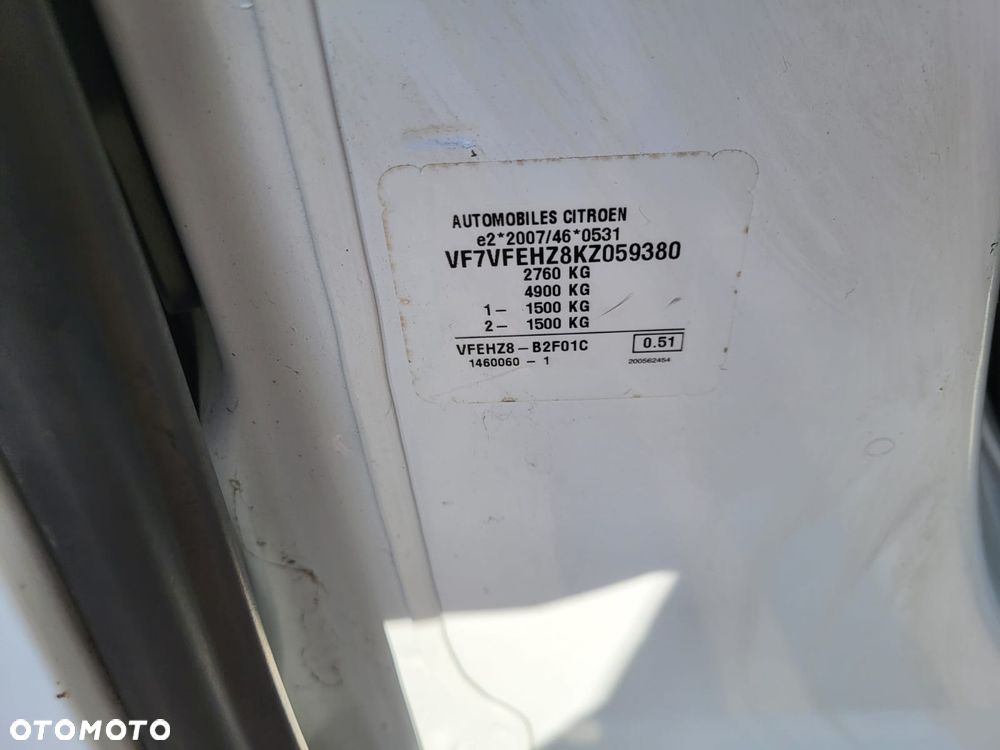 AUTOMOBILES CITROEN
e2*2007/46*0531
VF7VFEHZ8KZ059380
2760 KG
4900 KG
1– 1500 KG
2– 1500 KG
VFEHZ8–B2F01C 0.51
1460060 – 1 200562454
OTOMOTO